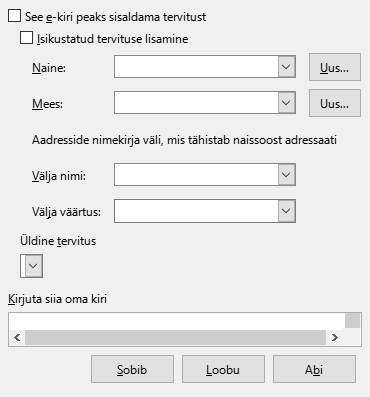 See e-kiri peaks sisaldama tervitust
Isikustatud tervituse lisamine
Naine:
Uus...
Mees:
Uus...
Aadresside nimekirja väli, mis tähistab naissoost adressaati
Välja nimi:
Välja väärtus:
Üldine tervitus
Kirjuta siia oma kiri
Sobib
Loobu
Abi